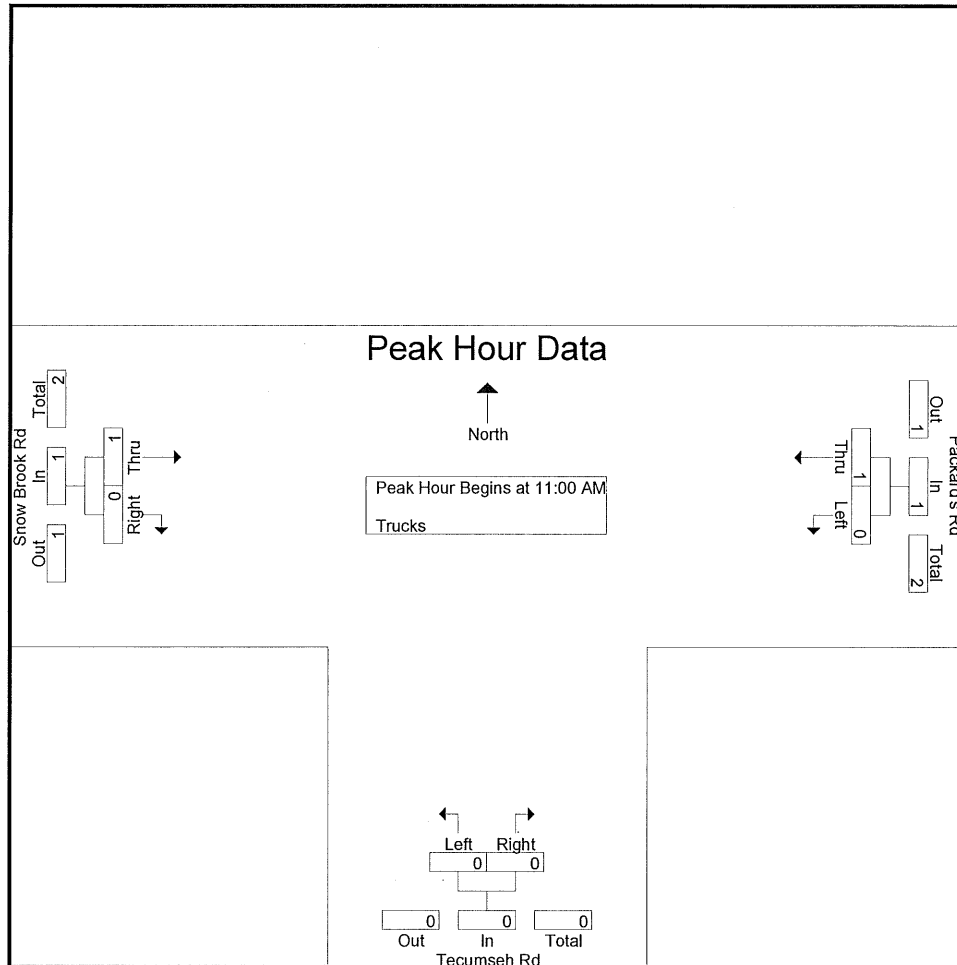 Peak Hour Data
North
Peak Hour Begins at 11:00 AM
Trucks
Snow Brook Rd
Total
2
In
1
Out
1
1
Thru
0
Right
Packard's Rd
Out
1
In
1
Total
2
Thru
1
Left
0
Left Right
0 0
0 0 0
Out In Total
Tecumseh Rd